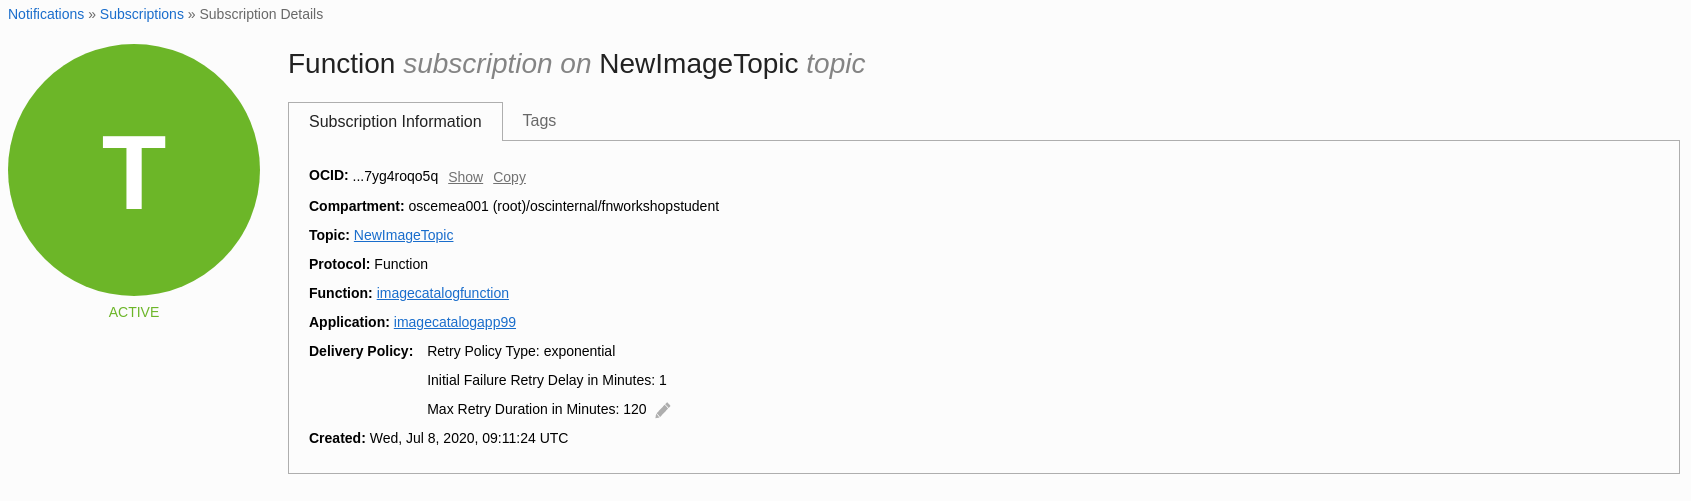 Notifications » Subscriptions » Subscription Details
T
ACTIVE
Function subscription on NewImageTopic topic
Subscription Information Tags
OCID: ...7yg4roqo5q Show Copy
Compartment: oscemea001 (root)/oscinternal/fnworkshopstudent
Topic: NewImageTopic
Protocol: Function
Function: imagecatalogfunction
Application: imagecatalogapp99
Delivery Policy: Retry Policy Type: exponential
Initial Failure Retry Delay in Minutes: 1
Max Retry Duration in Minutes: 120
Created: Wed, Jul 8, 2020, 09:11:24 UTC